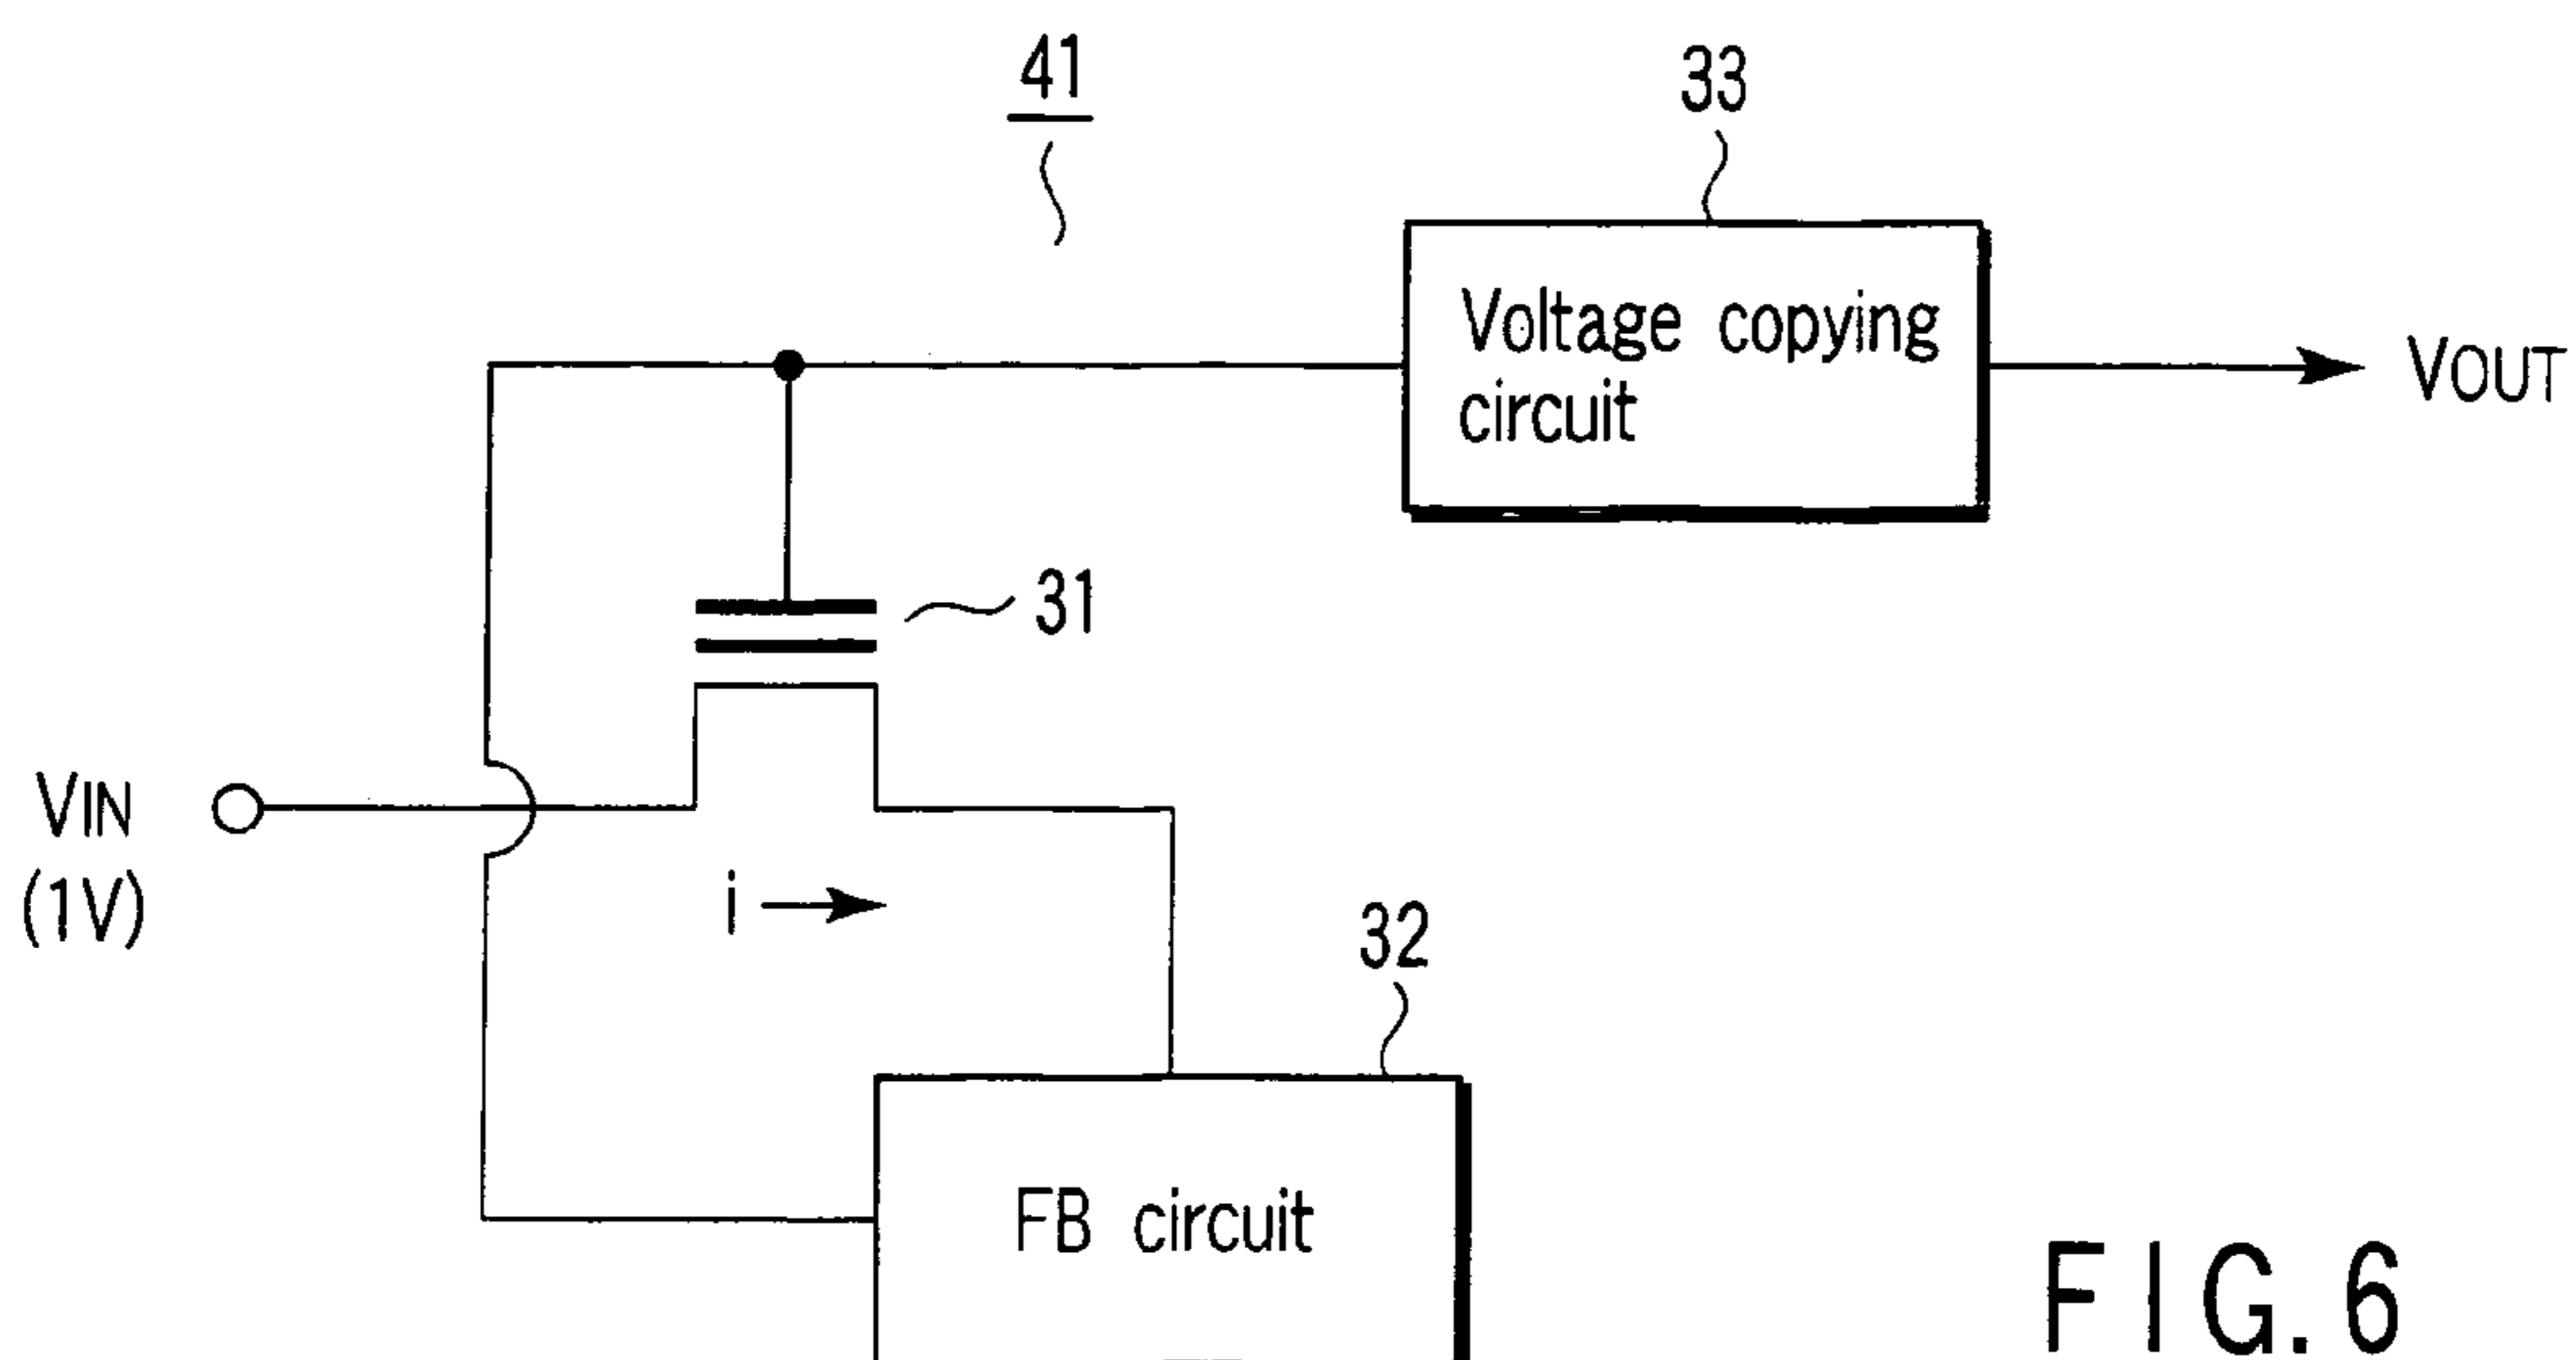 41
33
Voltage copying
circuit
VOUT
31
VIN
(1V)
i
32
FB circuit
FIG. 6